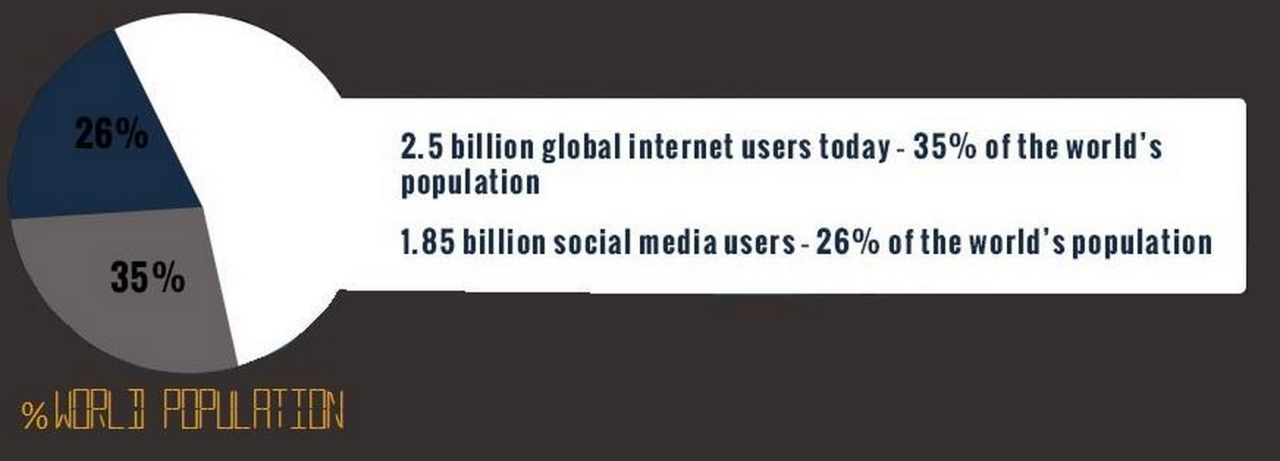 26%
35%
2.5 billion global internet users today - 35% of the world's
population
1.85 billion social media users - 26% of the world's population
% WORLD POPULATION